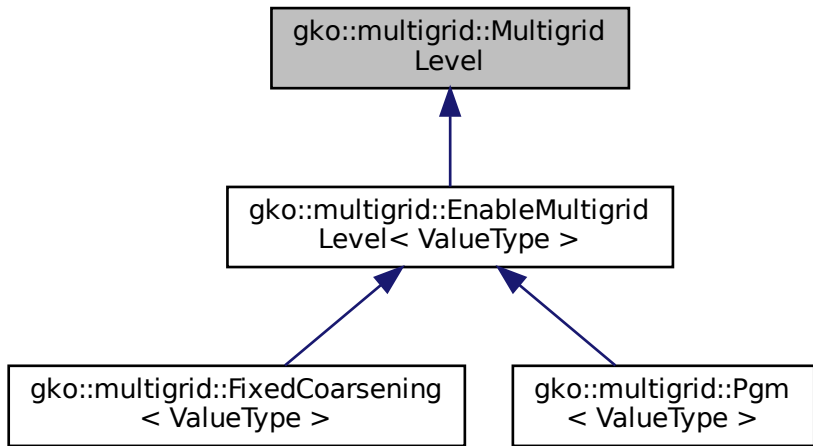 gko::multigrid::Multigrid
Level
gko::multigrid::EnableMultigrid
Level< ValueType >
gko::multigrid::FixedCoarsening
< ValueType >
gko::multigrid::Pgm
< ValueType >